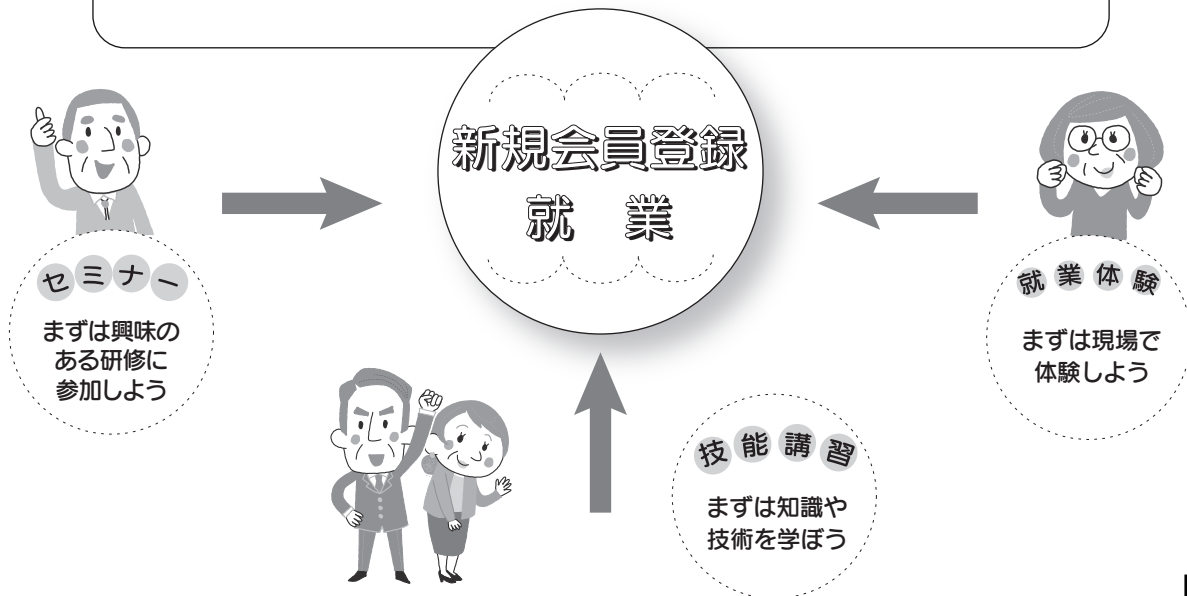 新規会員登録
就業
セミナー
まずは興味の
ある研修に
参加しよう
就業体験
まずは現場で
体験しよう
技能講習
まずは知識や
技術を学ぼう